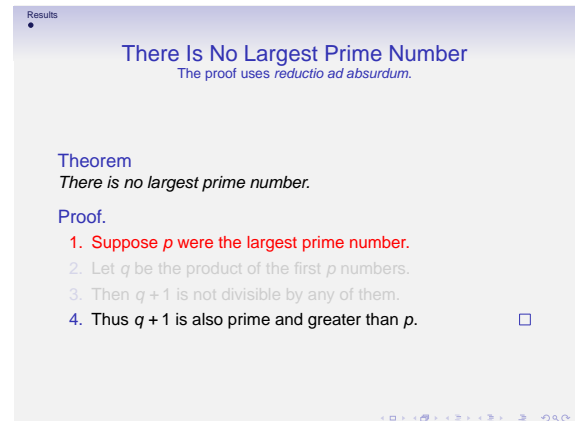 Results
There Is No Largest Prime Number
The proof uses reductio ad absurdum.
Theorem
There is no largest prime number.
Proof.
1. Suppose p were the largest prime number.
2. Let q be the product of the first p numbers.
3. Then q + 1 is not divisible by any of them.
4. Thus q + 1 is also prime and greater than p.